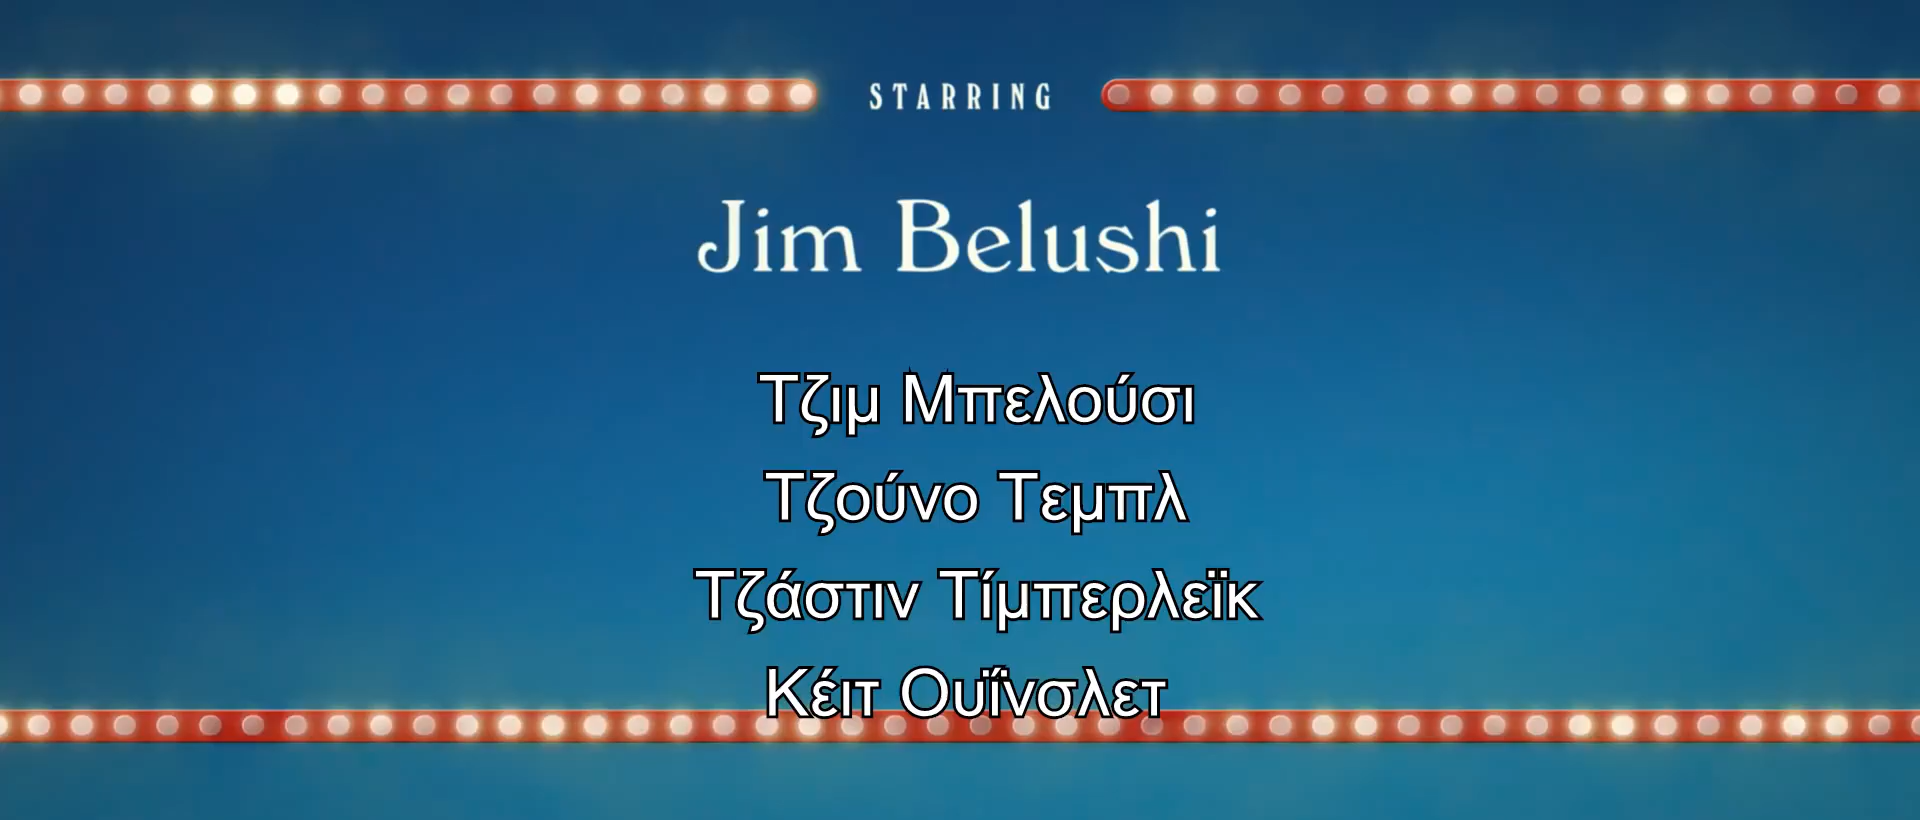 STARRING
Jim Belushi
Τζιμ Μπελούσι
Τζούνο Τεμπλ
Τζάστιν Τίμπερλεϊκ
Κέιτ Ουΐνσλετ